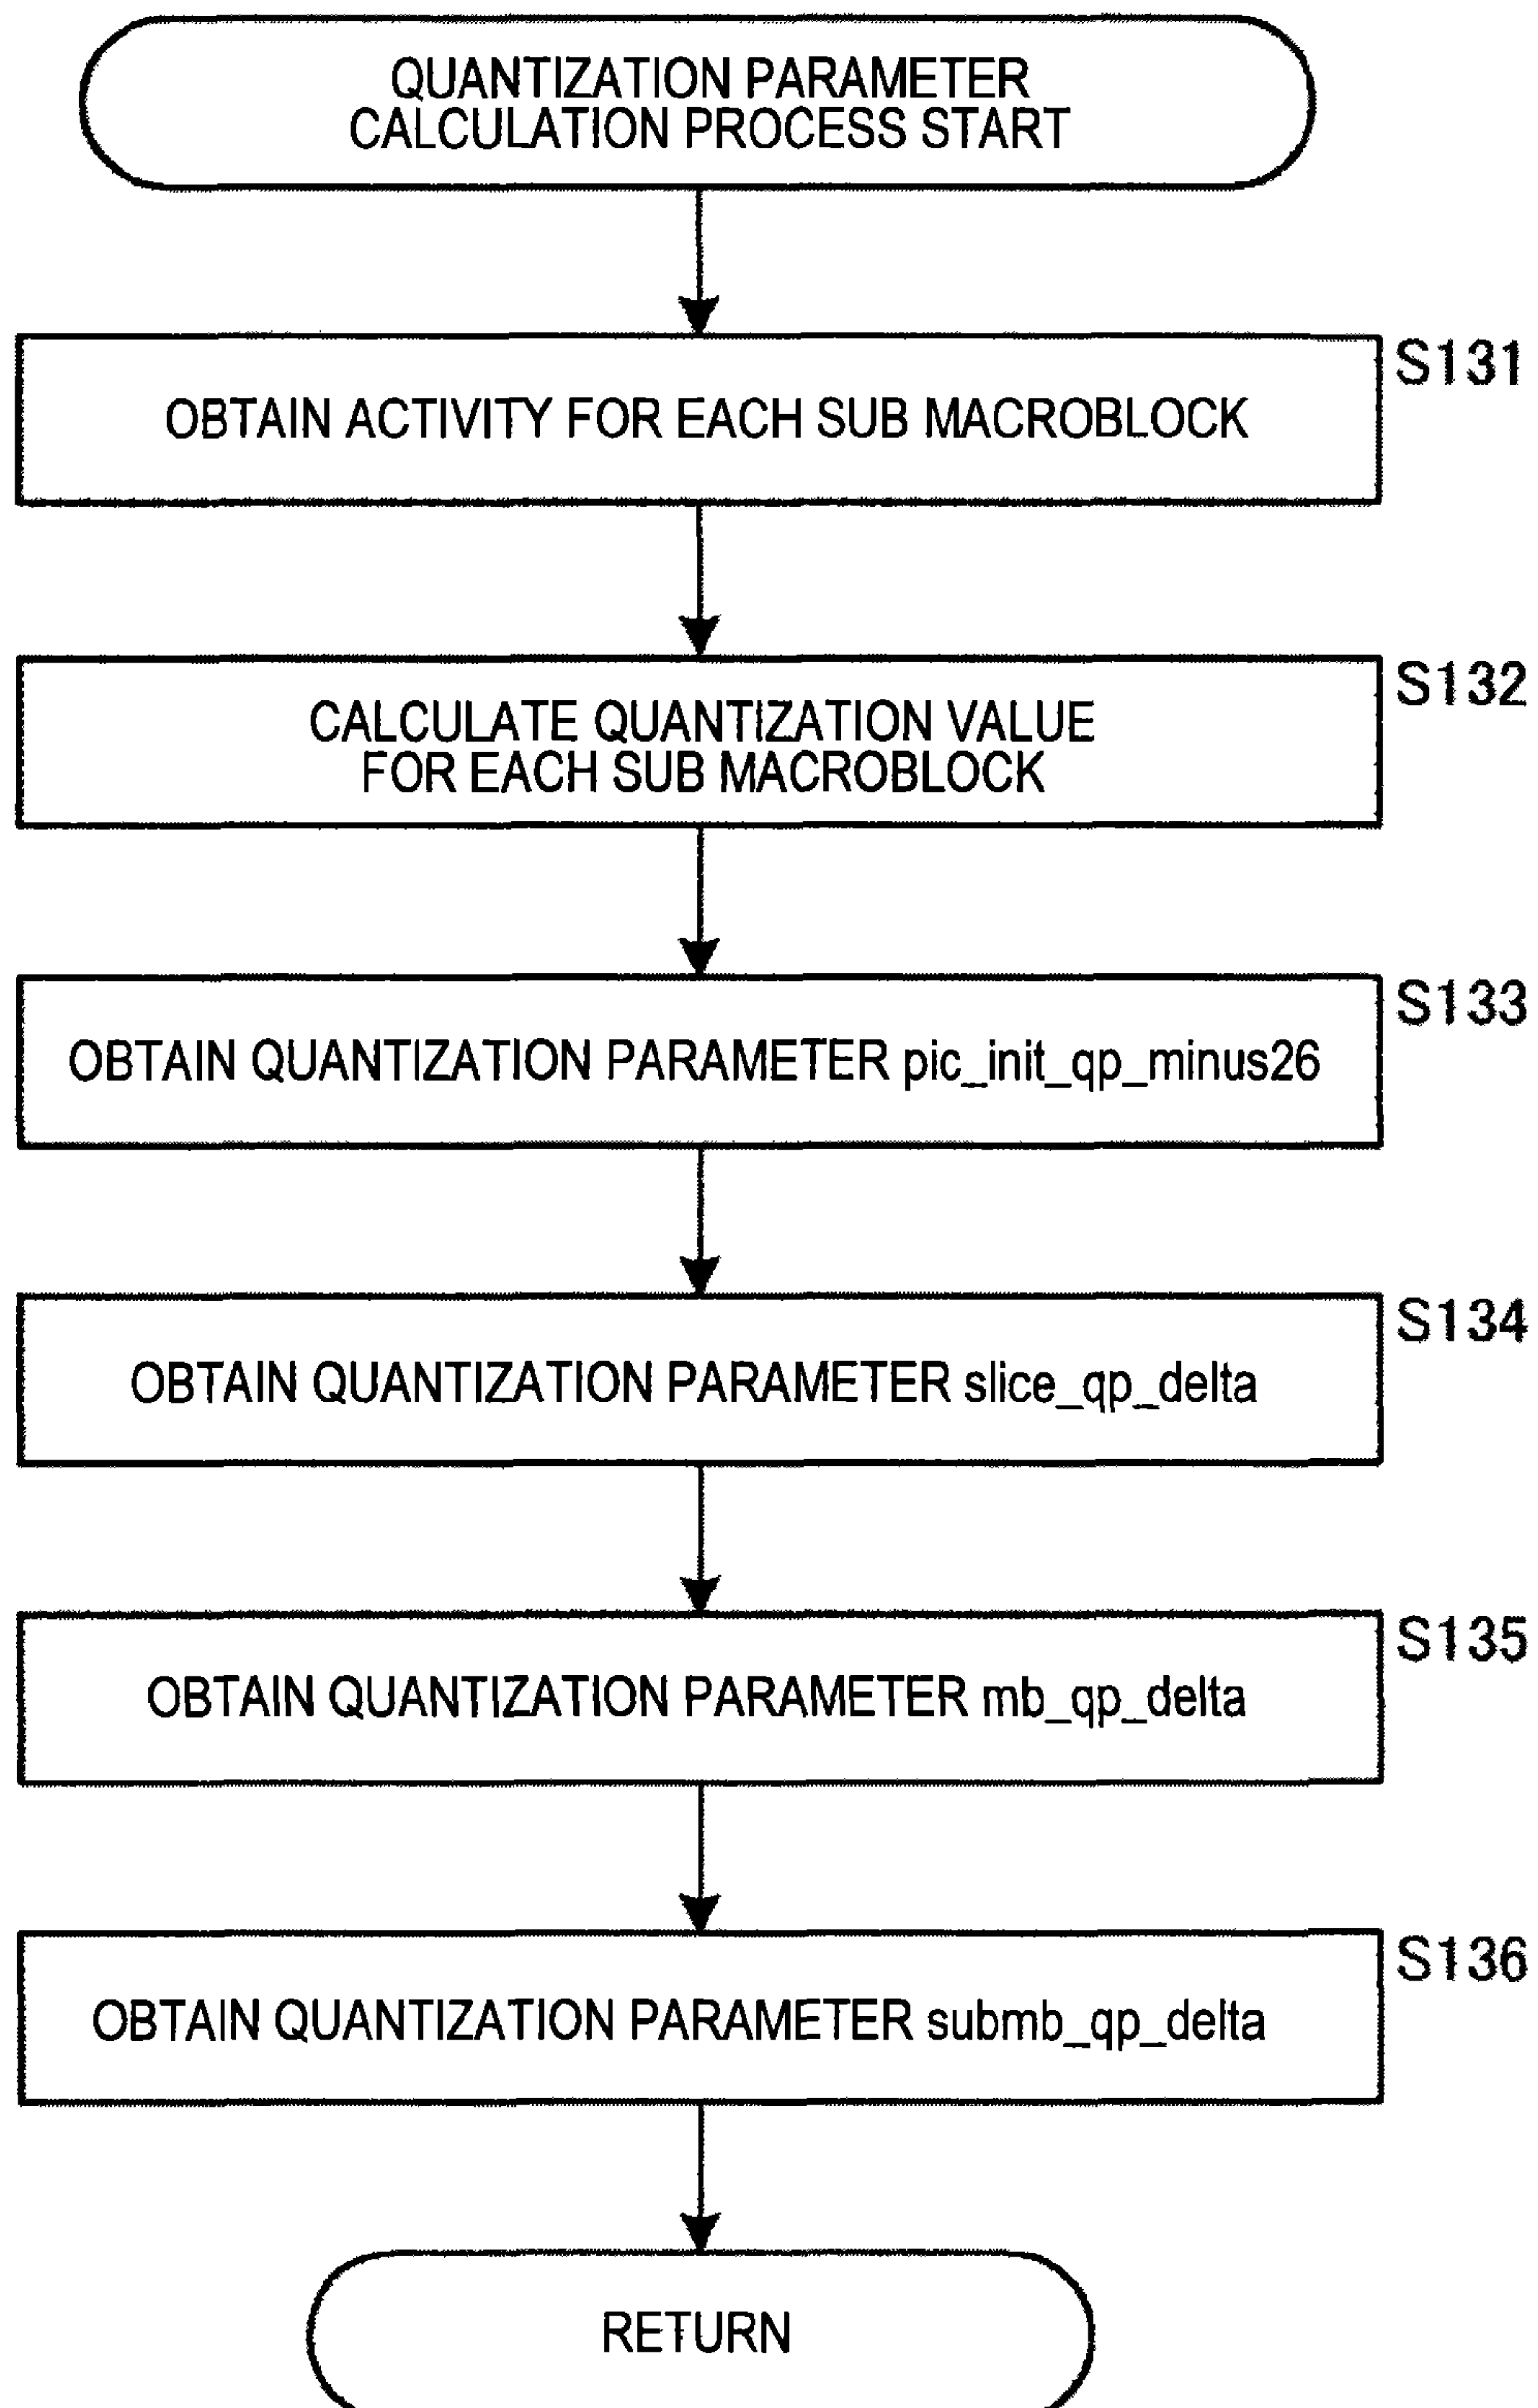 QUANTIZATION PARAMETER
CALCULATION PROCESS START
S131
OBTAIN ACTIVITY FOR EACH SUB MACROBLOCK
S132
CALCULATE QUANTIZATION VALUE
FOR EACH SUB MACROBLOCK
S133
OBTAIN QUANTIZATION PARAMETER pic_init_qp_minus26
S134
OBTAIN QUANTIZATION PARAMETER slice_qp_delta
S135
OBTAIN QUANTIZATION PARAMETER mb_qp_delta
S136
OBTAIN QUANTIZATION PARAMETER submb_qp_delta
RETURN